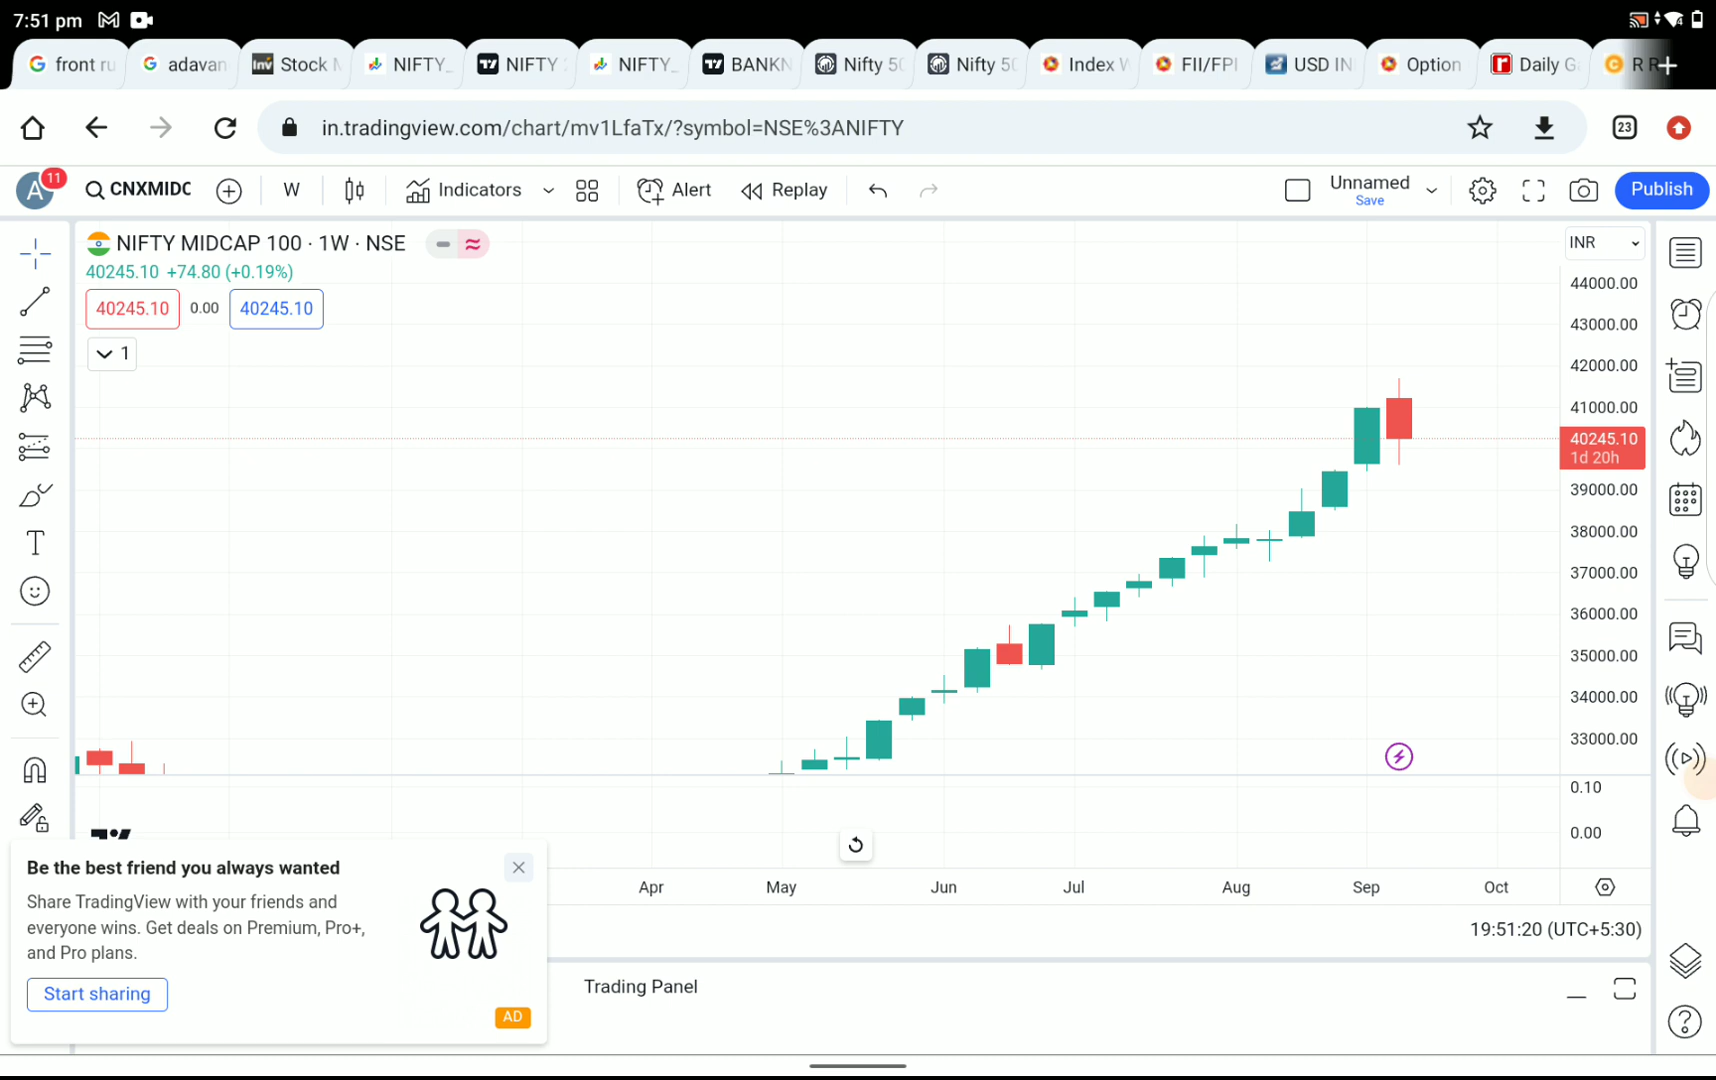 7:51 pm
front ru
adavan
Inv Stock M
NIFTY_
NIFTY
NIFTY_
BANKN
Nifty 50
Nifty 50
Index W
FII/FPI
USD IN
Option
Daily G
R R
in.tradingview.com/chart/mv1LfaTx/?symbol=NSE%3ANIFTY
23
A 11
CNXMIDC
W
Indicators
Alert
Replay
Unnamed
Save
Publish
NIFTY MIDCAP 100 · 1W · NSE
INR
40245.10 +74.80 (+0.19%)
40245.10 0.00 40245.10
1
44000.00
43000.00
42000.00
41000.00
40245.10
1d 20h
39000.00
38000.00
37000.00
36000.00
35000.00
34000.00
33000.00
0.10
0.00
Apr May Jun Jul Aug Sep Oct
19:51:20 (UTC+5:30)
Trading Panel
Be the best friend you always wanted
Share TradingView with your friends and
everyone wins. Get deals on Premium, Pro+,
and Pro plans.
Start sharing
AD